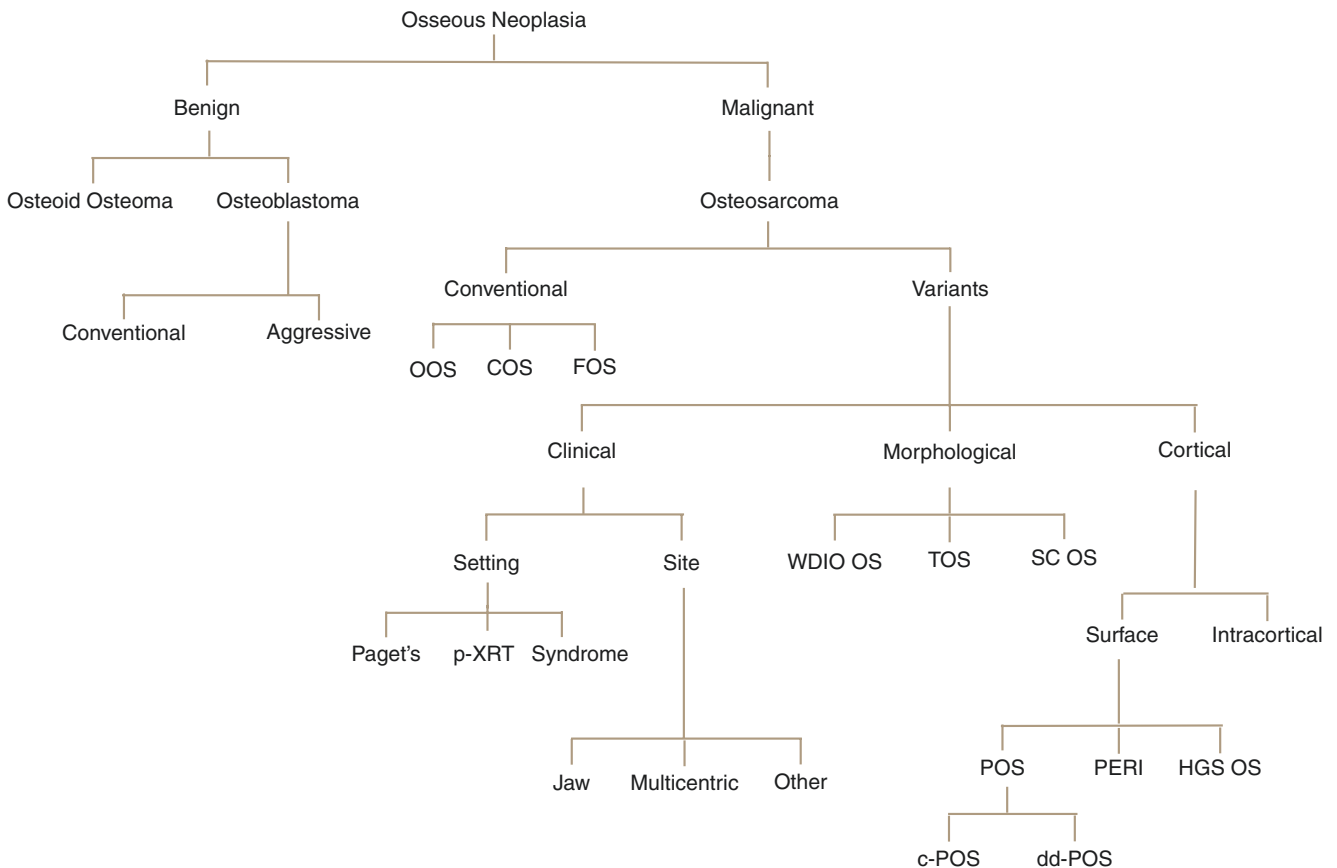 Osseous Neoplasia
Benign
Malignant
Osteoid Osteoma
Osteoblastoma
Osteosarcoma
Conventional
Variants
Conventional
Aggressive
OOS
COS
FOS
Clinical
Morphological
Cortical
Setting
Site
WDIO OS
TOS
SC OS
Surface
Intracortical
Paget's
p-XRT
Syndrome
Jaw
Multicentric
Other
POS
PERI
HGS OS
c-POS
dd-POS